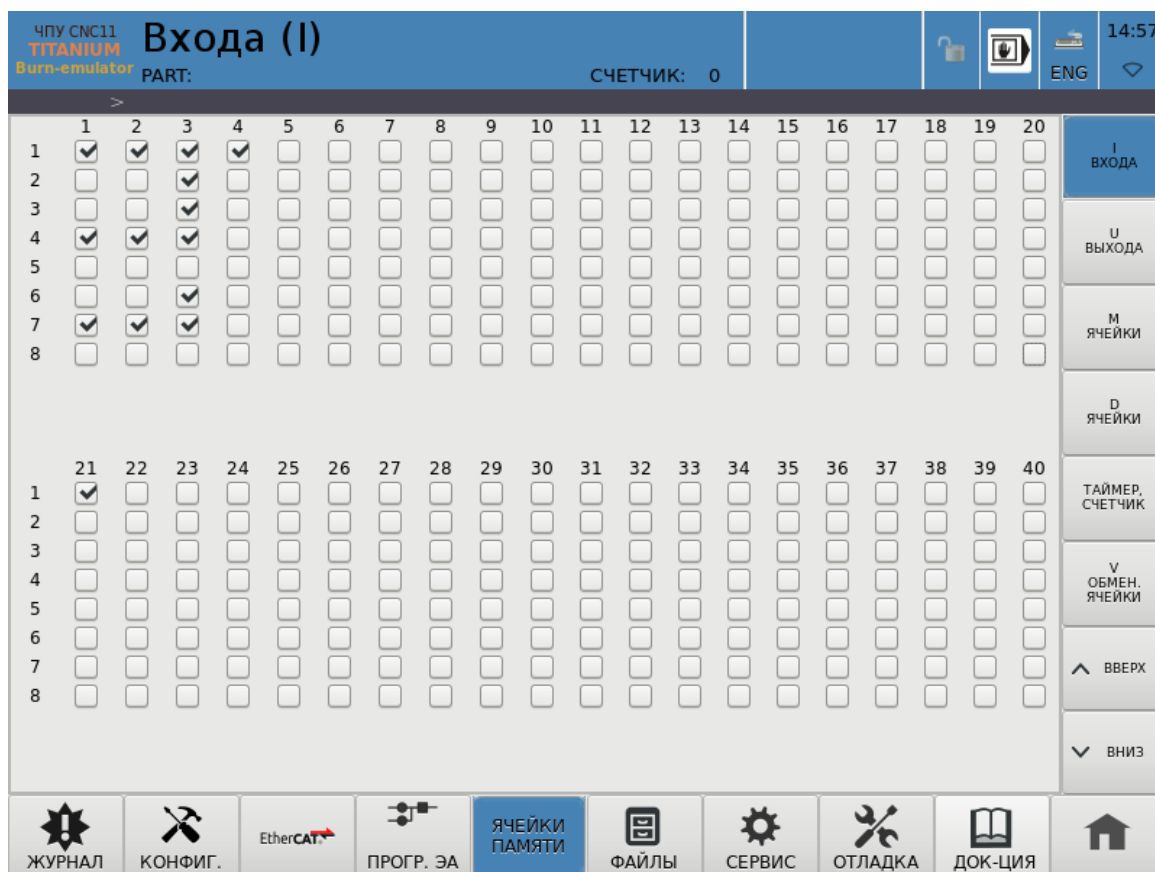 ЧПУ CNC11
TITANIUM
Burn-emulator
Входа (I)
PART:
СЧЕТЧИК: 0
ENG
14:57
>
1 2 3 4 5 6 7 8 9 10 11 12 13 14 15 16 17 18 19 20
1
2
3
4
5
6
7
8
21 22 23 24 25 26 27 28 29 30 31 32 33 34 35 36 37 38 39 40
1
2
3
4
5
6
7
8
I
ВХОДА
U
ВЫХОДА
M
ЯЧЕЙКИ
D
ЯЧЕЙКИ
ТАЙМЕР,
СЧЕТЧИК
V
ОБМЕН.
ЯЧЕЙКИ
ВВЕРХ
ВНИЗ
ЖУРНАЛ
КОНФИГ.
EtherCAT
ПРОГР. ЭА
ЯЧЕЙКИ
ПАМЯТИ
ФАЙЛЫ
СЕРВИС
ОТЛАДКА
ДОК-ЦИЯ